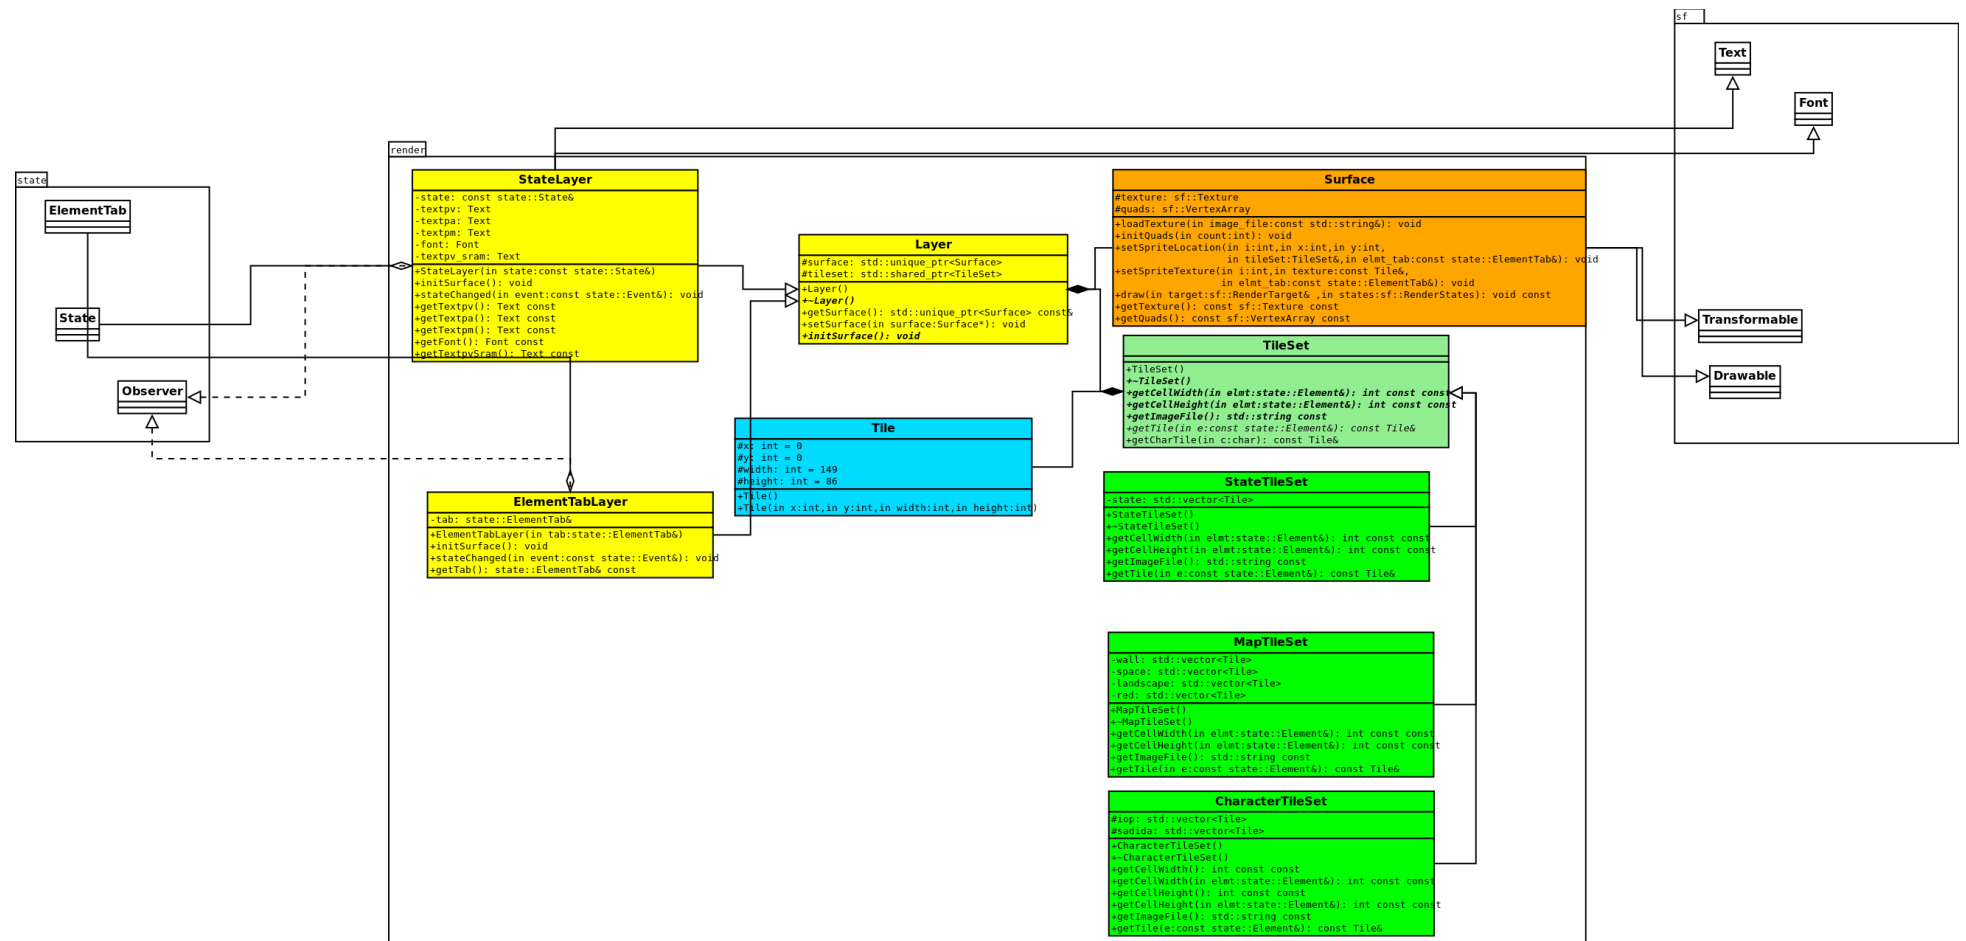 sf
Text
Font
render
state
ElementTab
State
Observer
StateLayer
-state: const state::State&
-textpv: Text
-textpa: Text
-textpm: Text
-font: Font
-textpv_sram: Text
+StateLayer(in state:const state::State&)
+initSurface(): void
+stateChanged(in event:const state::Event&): void
+getTextpv(): Text const
+getTextpa(): Text const
+getTextpm(): Text const
+getFont(): Font const
+getTextpvSram(): Text const
Layer
#surface: std::unique_ptr<Surface>
#tileset: std::shared_ptr<TileSet>
+Layer()
+~Layer()
+getSurface(): std::unique_ptr<Surface> const&
+setSurface(in surface:Surface*): void
+initSurface(): void
Surface
#texture: sf::Texture
#quads: sf::VertexArray
+loadTexture(in image_file:const std::string&): void
+initQuads(in count:int): void
+setSpriteLocation(in i:int,in x:int,in y:int,
in tileSet:TileSet&,in elmt_tab:const state::ElementTab&): void
+setSpriteTexture(in i:int,in texture:const Tile&,
in elmt_tab:const state::ElementTab&): void
+draw(in target:sf::RenderTarget& ,in states:sf::RenderStates): void const
+getTexture(): const sf::Texture const
+getQuads(): const sf::VertexArray const
Transformable
Drawable
TileSet
+TileSet()
+~TileSet()
+getCellWidth(in elmt:state::Element&): int const const
+getCellHeight(in elmt:state::Element&): int const const
+getImageFile(): std::string const
+getTile(in e:const state::Element&): const Tile&
+getCharTile(in c:char): const Tile&
Tile
#x: int = 0
#y: int = 0
#width: int = 149
#height: int = 86
+Tile()
+Tile(in x:int,in y:int,in width:int,in height:int)
ElementTabLayer
-tab: state::ElementTab&
+ElementTabLayer(in tab:state::ElementTab&)
+initSurface(): void
+stateChanged(in event:const state::Event&): void
+getTab(): state::ElementTab& const
StateTileSet
-state: std::vector<Tile>
+StateTileSet()
+~StateTileSet()
+getCellWidth(in elmt:state::Element&): int const const
+getCellHeight(in elmt:state::Element&): int const const
+getImageFile(): std::string const
+getTile(in e:const state::Element&): const Tile&
MapTileSet
-wall: std::vector<Tile>
-space: std::vector<Tile>
-landscape: std::vector<Tile>
-red: std::vector<Tile>
+MapTileSet()
+~MapTileSet()
+getCellWidth(in elmt:state::Element&): int const const
+getCellHeight(in elmt:state::Element&): int const const
+getImageFile(): std::string const
+getTile(in e:const state::Element&): const Tile&
CharacterTileSet
#iop: std::vector<Tile>
#sadida: std::vector<Tile>
+CharacterTileSet()
+~CharacterTileSet()
+getCellWidth(): int const const
+getCellWidth(in elmt:state::Element&): int const const
+getCellHeight(): int const const
+getCellHeight(in elmt:state::Element&): int const const
+getImageFile(): std::string const
+getTile(e:const state::Element&): const Tile&